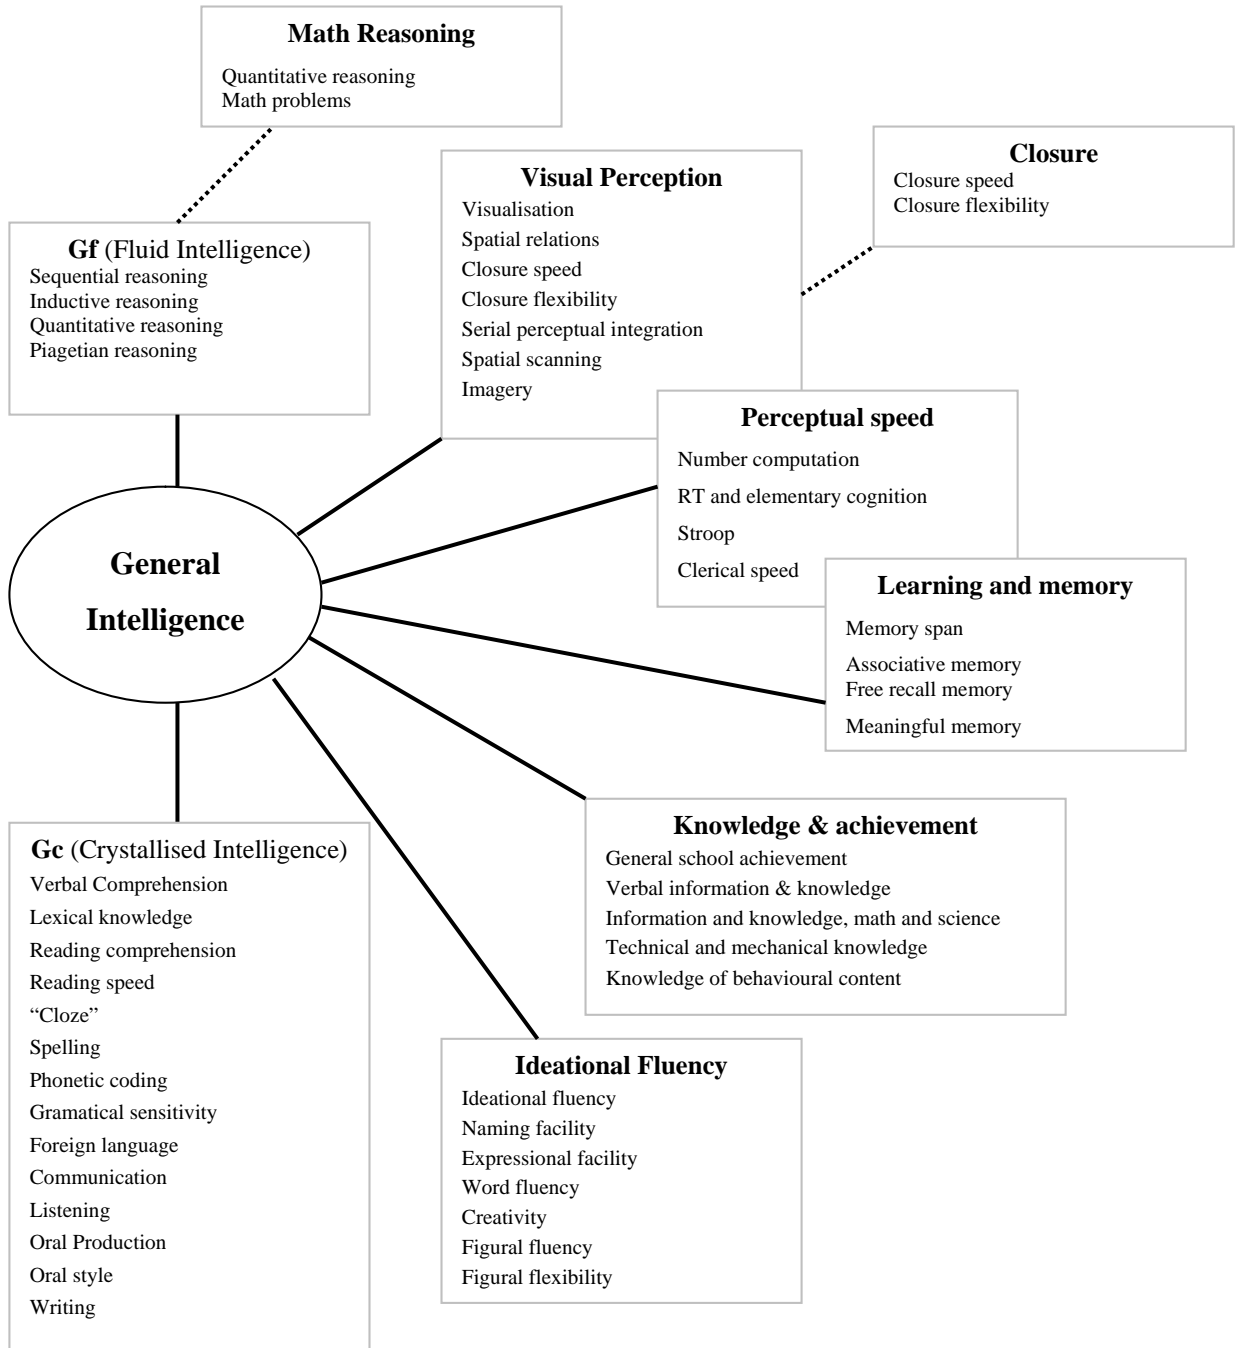 Math Reasoning
Quantitative reasoning
Math problems
Closure
Closure speed
Closure flexibility
Visual Perception
Visualisation
Spatial relations
Closure speed
Closure flexibility
Serial perceptual integration
Spatial scanning
Imagery
Gf (Fluid Intelligence)
Sequential reasoning
Inductive reasoning
Quantitative reasoning
Piagetian reasoning
Perceptual speed
Number computation
RT and elementary cognition
Stroop
Clerical speed
General
Intelligence
Learning and memory
Memory span
Associative memory
Free recall memory
Meaningful memory
Knowledge & achievement
General school achievement
Verbal information & knowledge
Information and knowledge, math and science
Technical and mechanical knowledge
Knowledge of behavioural content
Gc (Crystallised Intelligence)
Verbal Comprehension
Lexical knowledge
Reading comprehension
Reading speed
“Cloze”
Spelling
Phonetic coding
Gramatical sensitivity
Foreign language
Communication
Listening
Oral Production
Oral style
Writing
Ideational Fluency
Ideational fluency
Naming facility
Expressional facility
Word fluency
Creativity
Figural fluency
Figural flexibility